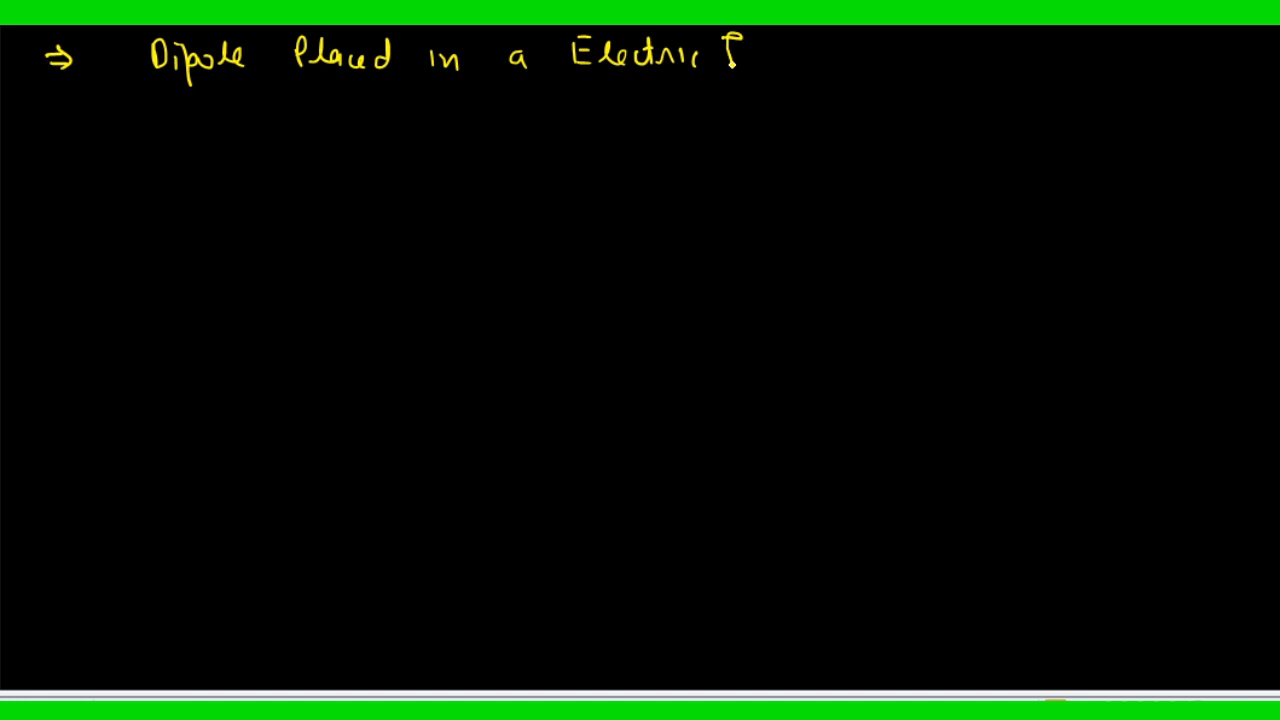 ⇒ Dipole Placed in a Electric